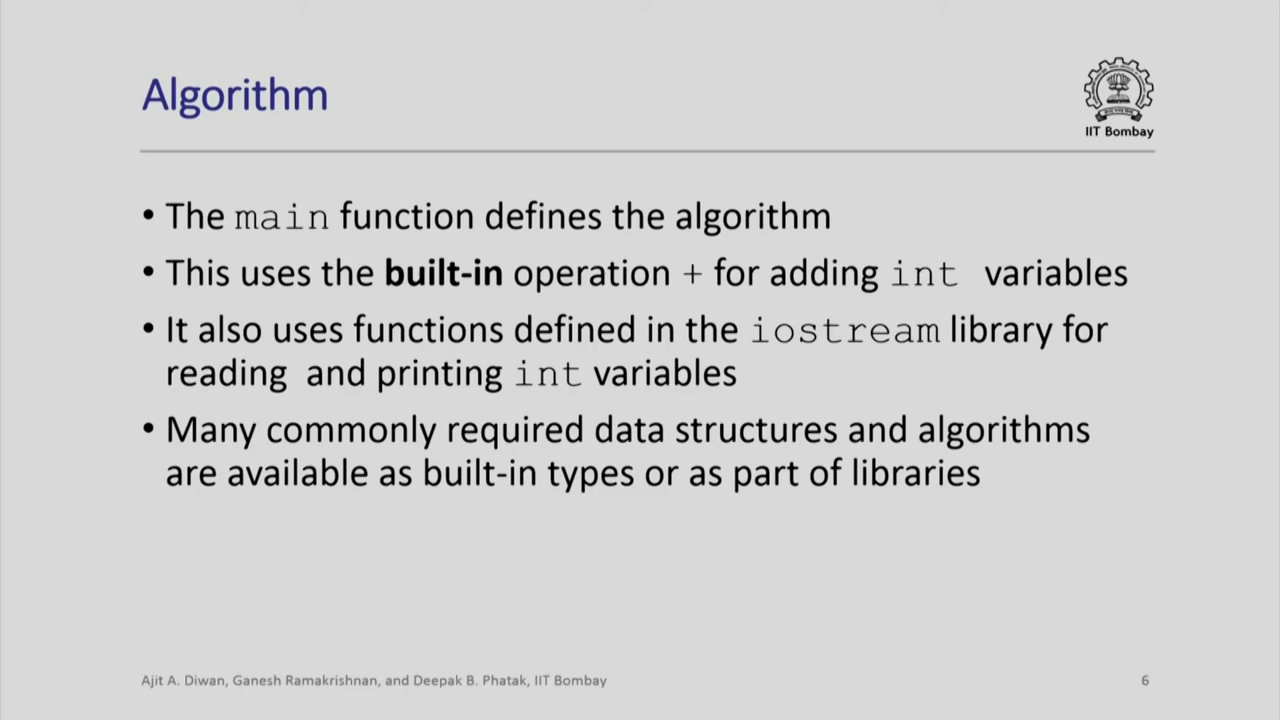 Algorithm
IIT Bombay
• The main function defines the algorithm
• This uses the built-in operation + for adding int variables
• It also uses functions defined in the iostream library for
reading and printing int variables
• Many commonly required data structures and algorithms
are available as built-in types or as part of libraries
Ajit A. Diwan, Ganesh Ramakrishnan, and Deepak B. Phatak, IIT Bombay
6